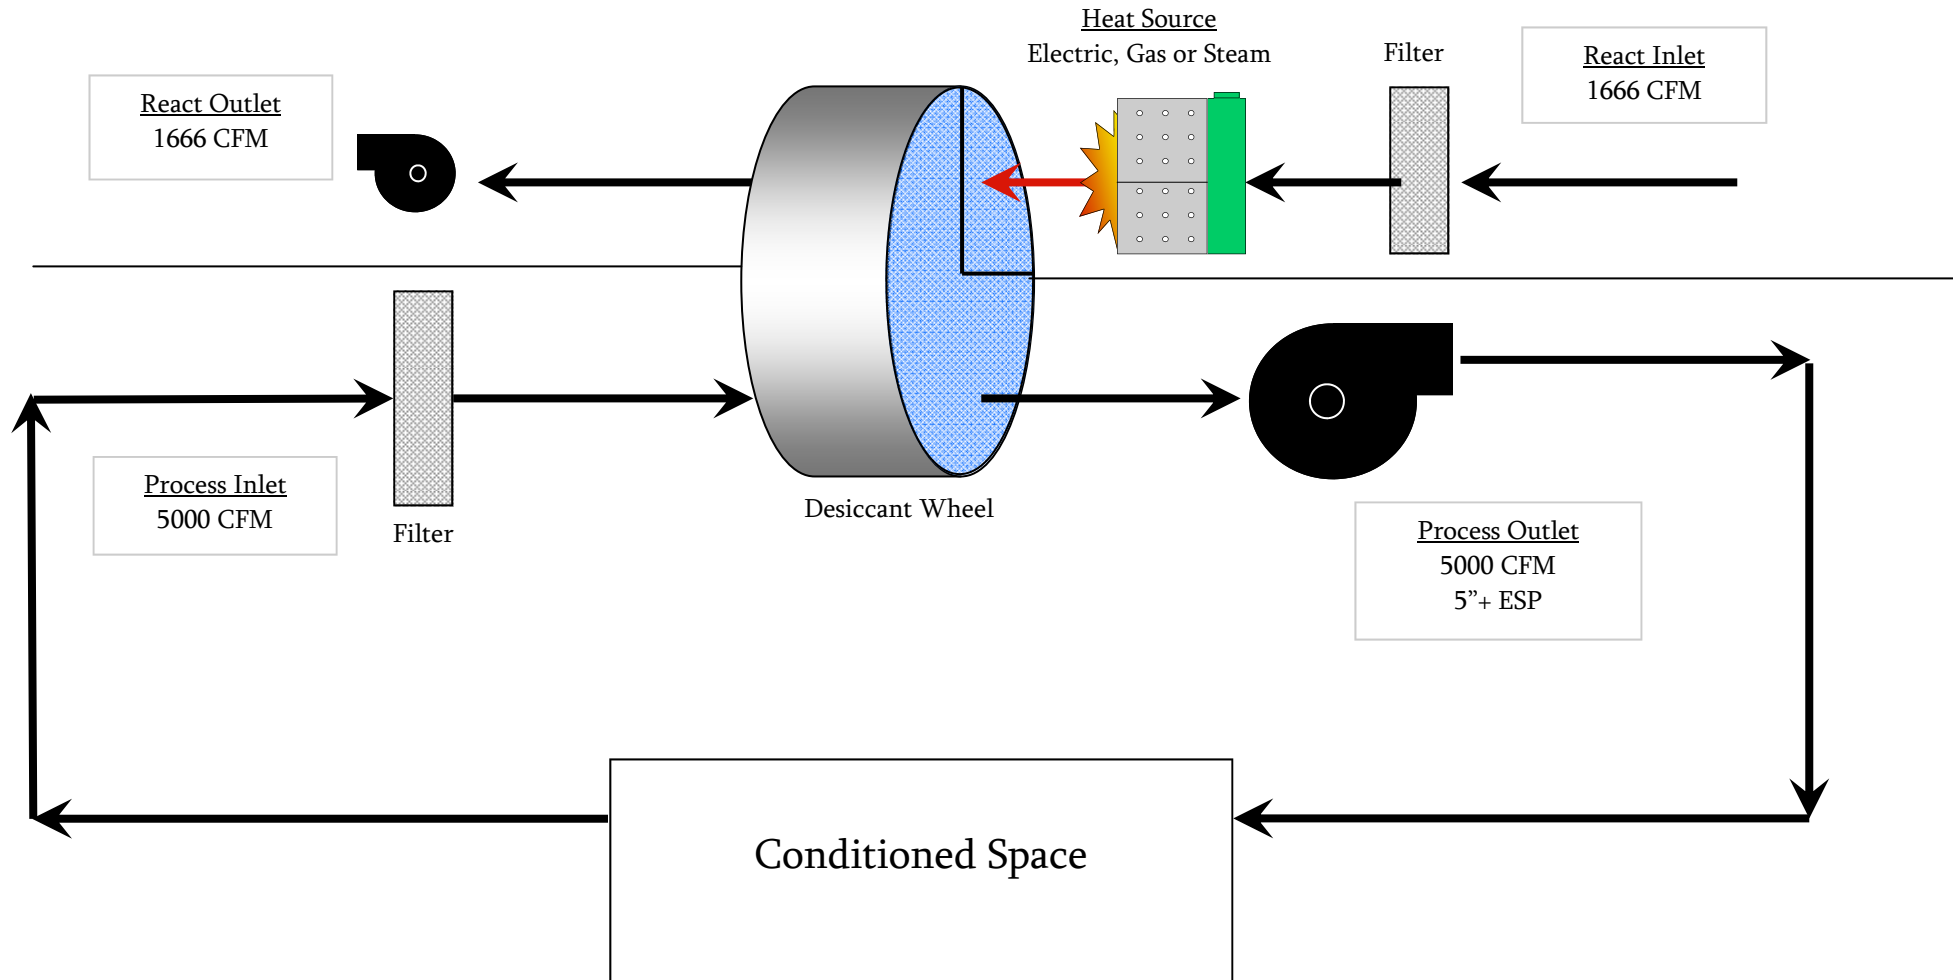 Heat Source
Electric, Gas or Steam
Filter
React Inlet
1666 CFM
React Outlet
1666 CFM
Process Inlet
5000 CFM
Filter
Desiccant Wheel
Process Outlet
5000 CFM
5”+ ESP
Conditioned Space